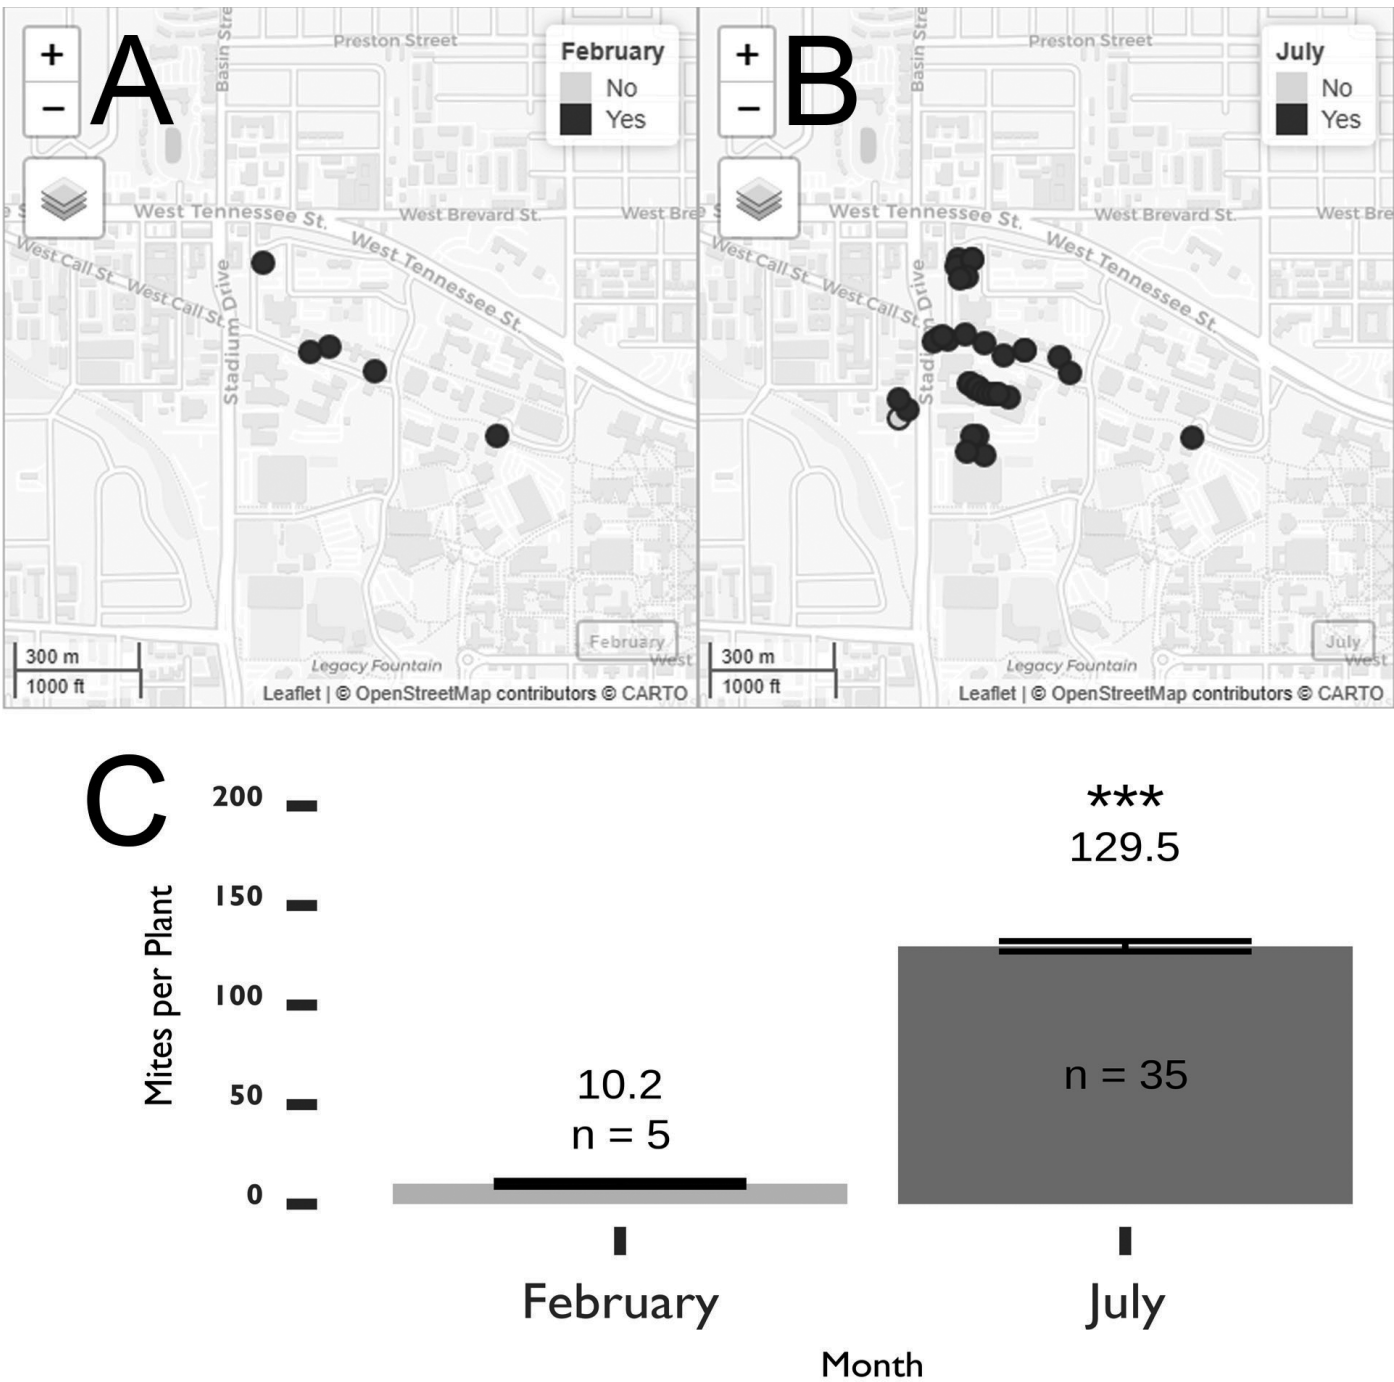 A
+
−
February
No
Yes
Preston Street
Basin Stre
West Tennessee St.
West Brevard St.
West Bre
West Call St.
West Call St.
West Tennessee St.
Stadium Drive
February
West
300 m
1000 ft
Legacy Fountain
Leaflet | © OpenStreetMap contributors © CARTO
B
+
−
July
No
Yes
Preston Street
Basin Stre
e S
West Tennessee St.
West Brevard St.
West Bre
West Call St.
West Call St.
West Tennessee St.
Stadium Drive
July
West
300 m
1000 ft
Legacy Fountain
Leaflet | © OpenStreetMap contributors © CARTO
C
Mites per Plant
200
150
100
50
0
10.2
n = 5
***
129.5
n = 35
February
July
Month